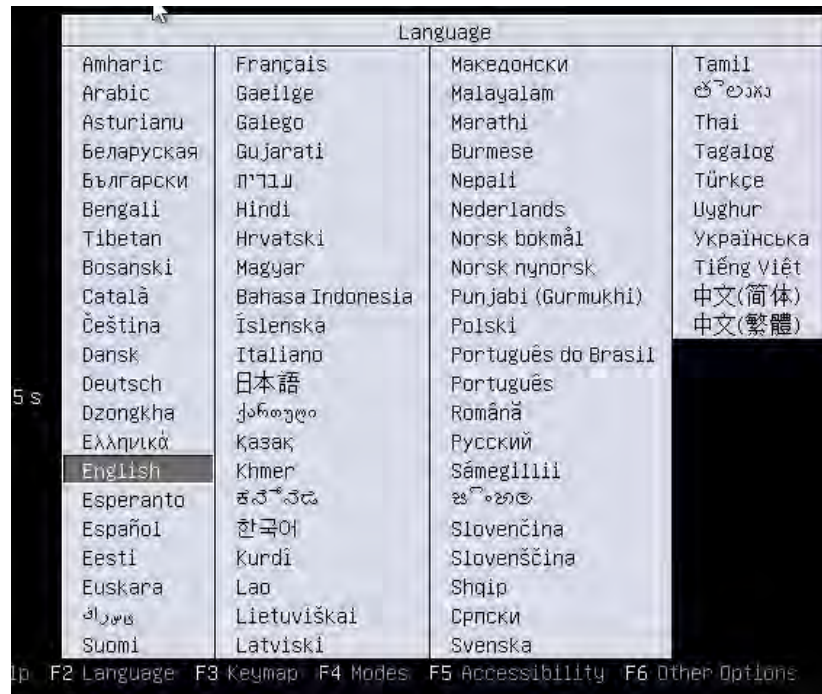 Language
Amharic
Arabic
Asturianu
Беларуская
Български
Bengali
Tibetan
Bosanski
Català
Čeština
Dansk
Deutsch
Dzongkha
Ελληνικά
English
Esperanto
Español
Eesti
Euskara
Suomi
Français
Gaeilge
Galego
Gujarati
עברית
Hindi
Hrvatski
Magyar
Bahasa Indonesia
Íslenska
Italiano
日本語
ქართული
Қазақ
Khmer
ಕನ್ನಡ
한국어
Kurdî
Lao
Lietuviškai
Latviski
Македонски
Malayalam
Marathi
Burmese
Nepali
Nederlands
Norsk bokmål
Norsk nynorsk
Punjabi (Gurmukhi)
Polski
Português do Brasil
Português
Română
Русский
Sámegillii
සිංහල
Slovenčina
Slovenščina
Shqip
Српски
Svenska
Tamil
తెలుగు
Thai
Tagalog
Türkçe
Uyghur
Українська
Tiếng Việt
中文(简体)
中文(繁體)
5 s
lp F2 Language F3 Keymap F4 Modes F5 Accessibility F6 Other Options